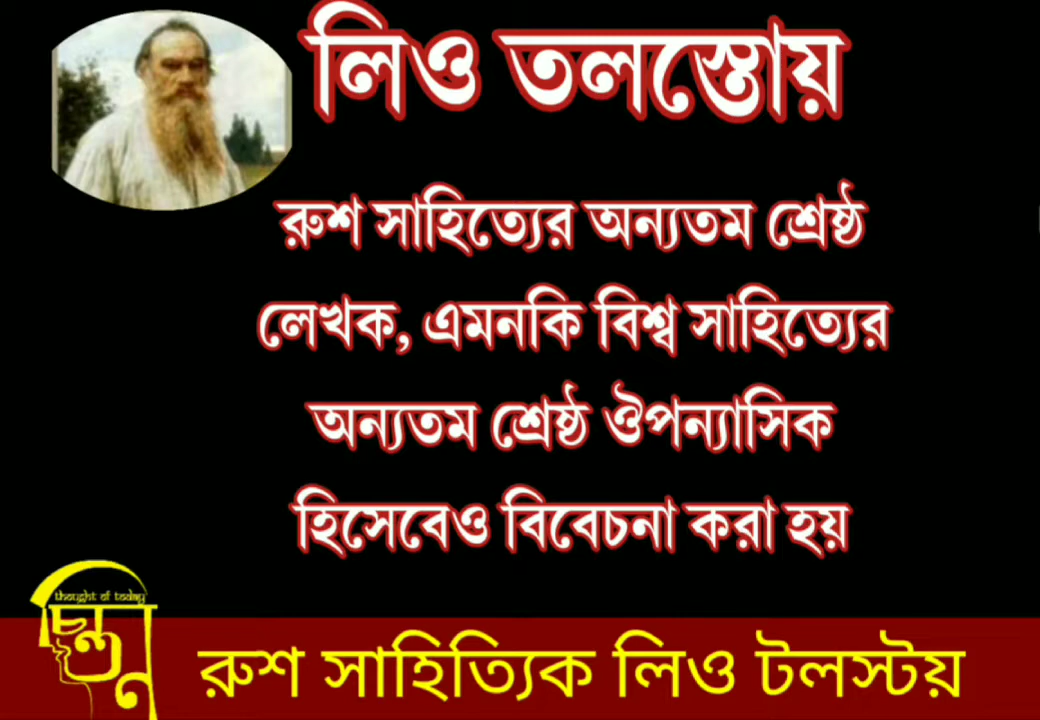 লিও তলস্তোয়
রুশ সাহিত্যের অন্যতম শ্রেষ্ঠ
লেখক, এমনকি বিশ্ব সাহিত্যের
অন্যতম শ্রেষ্ঠ ঔপন্যাসিক
হিসেবেও বিবেচনা করা হয়
thought of today
রুশ সাহিত্যিক লিও টলস্টয়